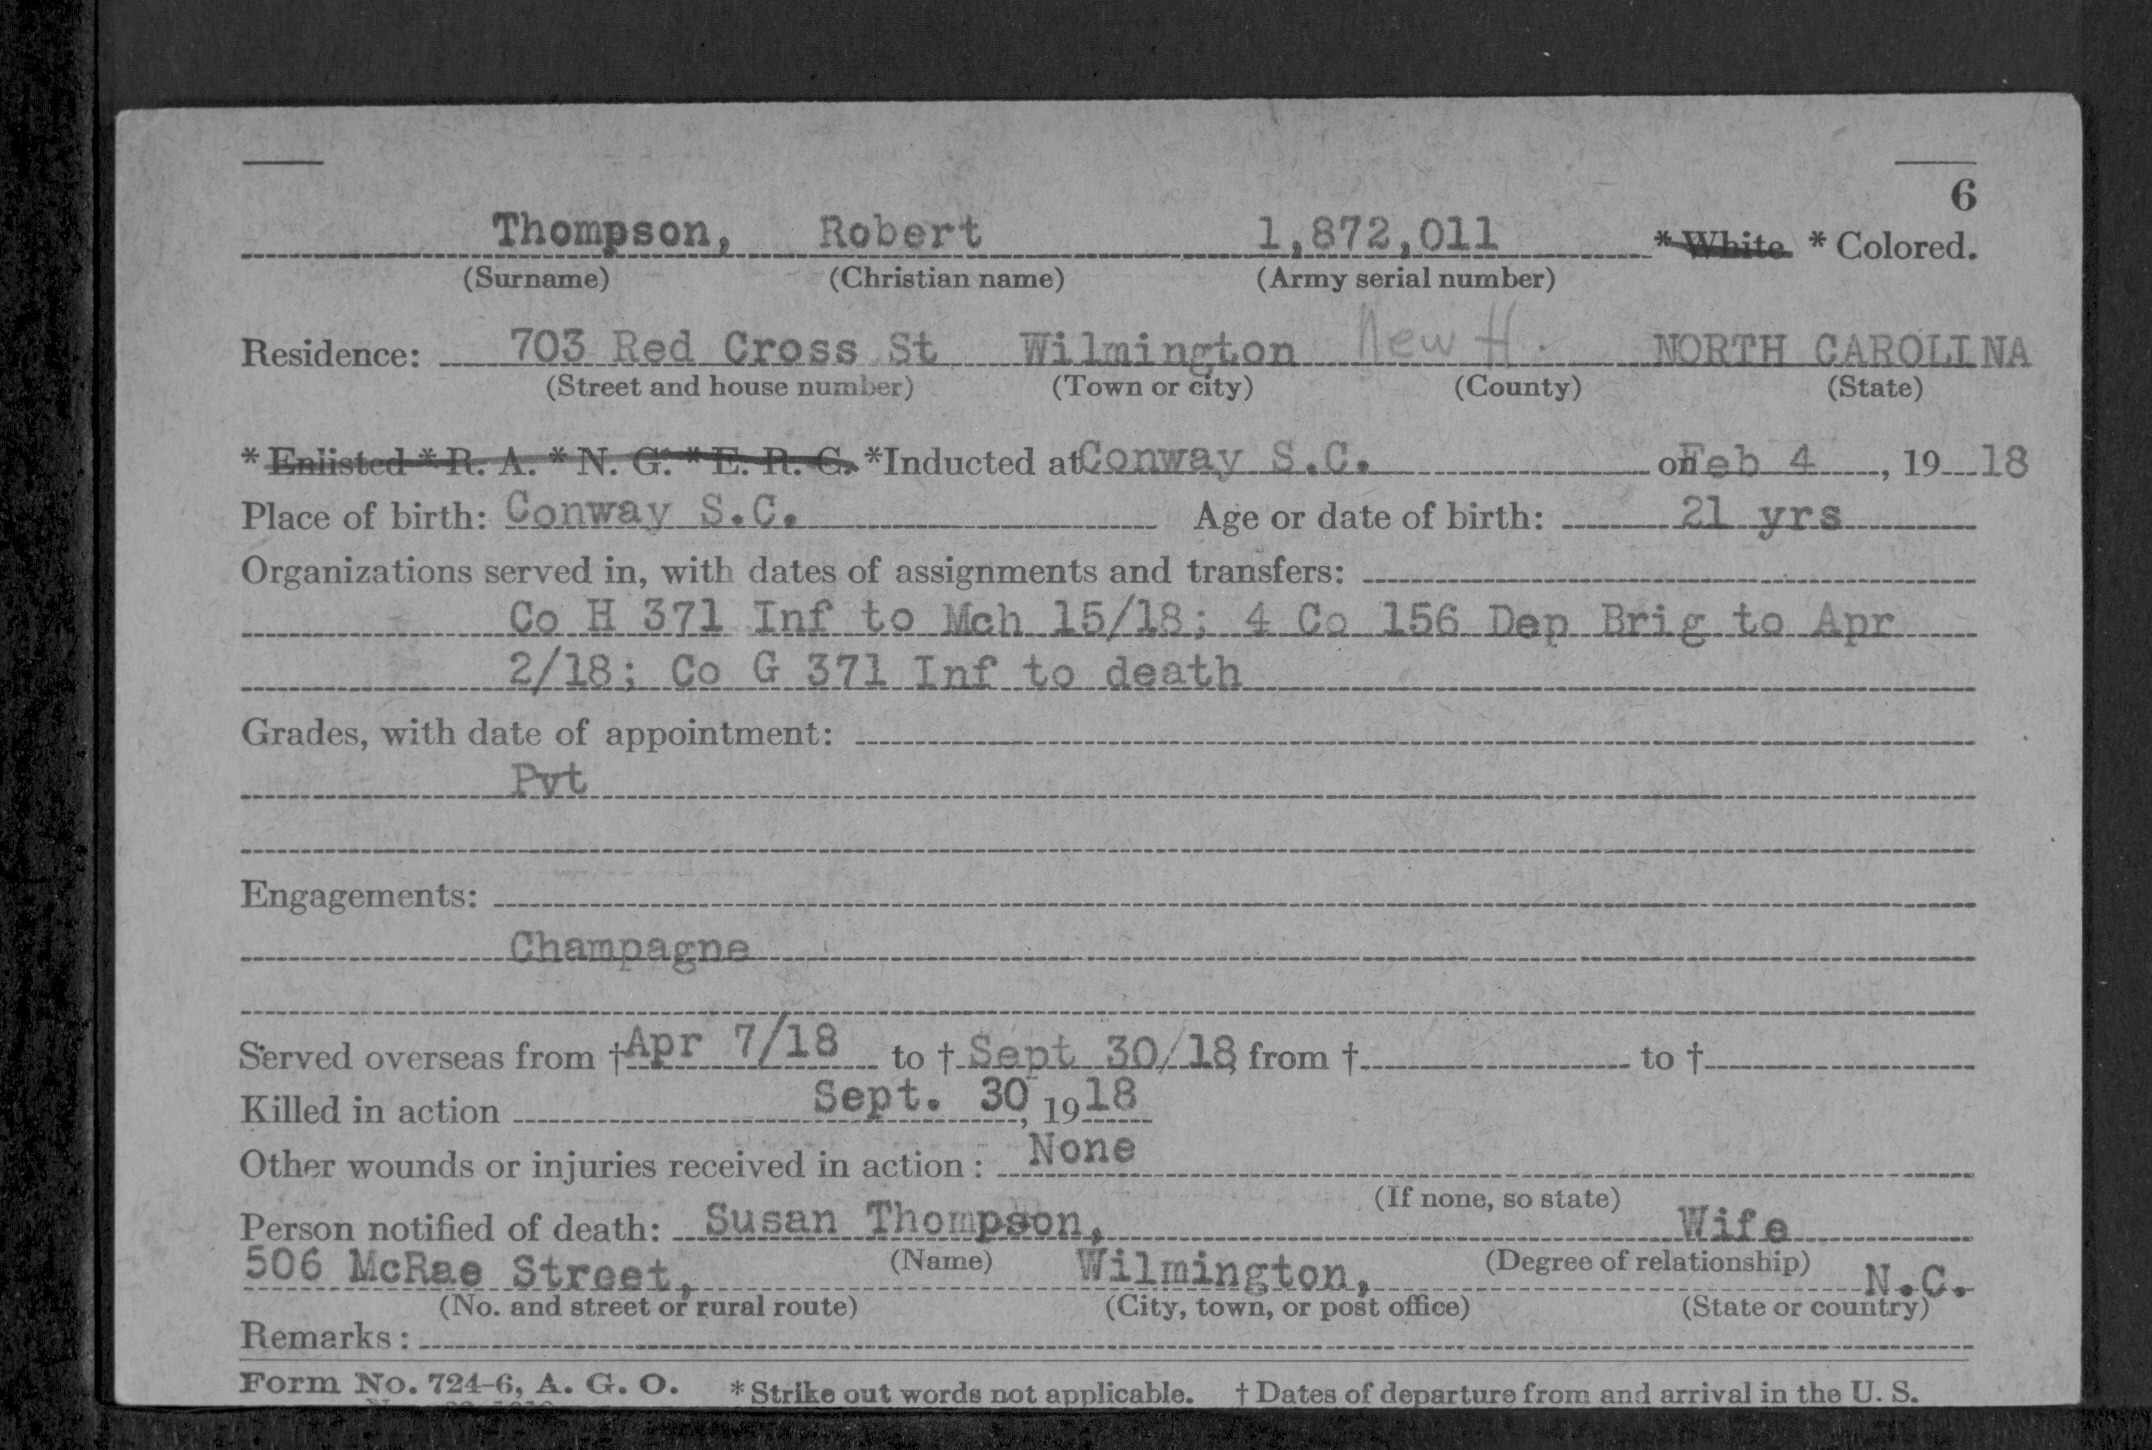 6
Thompson, Robert 1,872,011 * White * Colored.
(Surname) (Christian name) (Army serial number)
Residence: 703 Red Cross St Wilmington New H. NORTH CAROLINA
(Street and house number) (Town or city) (County) (State)
* Enlisted * R. A. * N. G. * E. R. C. *Inducted at Conway S.C. on Feb 4, 19 18
Place of birth: Conway S.C. Age or date of birth: 21 yrs
Organizations served in, with dates of assignments and transfers:
Co H 371 Inf to Mch 15/18; 4 Co 156 Dep Brig to Apr
2/18; Co G 371 Inf to death
Grades, with date of appointment:
Pvt
Engagements:
Champagne
Served overseas from † Apr 7/18 to † Sept 30/18, from † to †
Killed in action Sept. 30, 19 18
Other wounds or injuries received in action: None
(If none, so state)
Person notified of death: Susan Thompson, Wife
(Name) (Degree of relationship)
506 McRae Street, Wilmington, N.C.
(No. and street or rural route) (City, town, or post office) (State or country)
Remarks:
Form No. 724-6, A. G. O. * Strike out words not applicable. † Dates of departure from and arrival in the U. S.